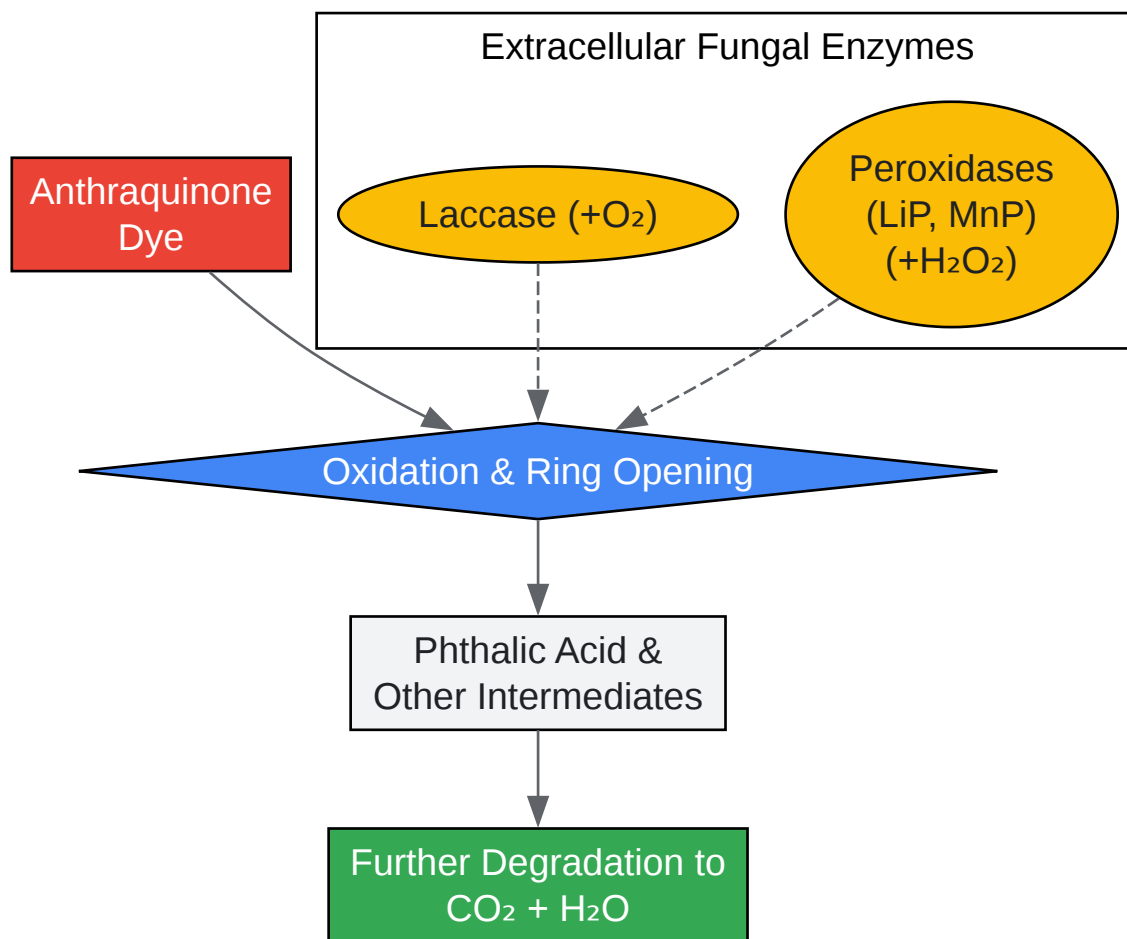 Extracellular Fungal Enzymes
Anthraquinone
Dye
Laccase (+O₂)
Peroxidases
(LiP, MnP)
(+H₂O₂)
Oxidation & Ring Opening
Phthalic Acid &
Other Intermediates
Further Degradation to
CO₂ + H₂O